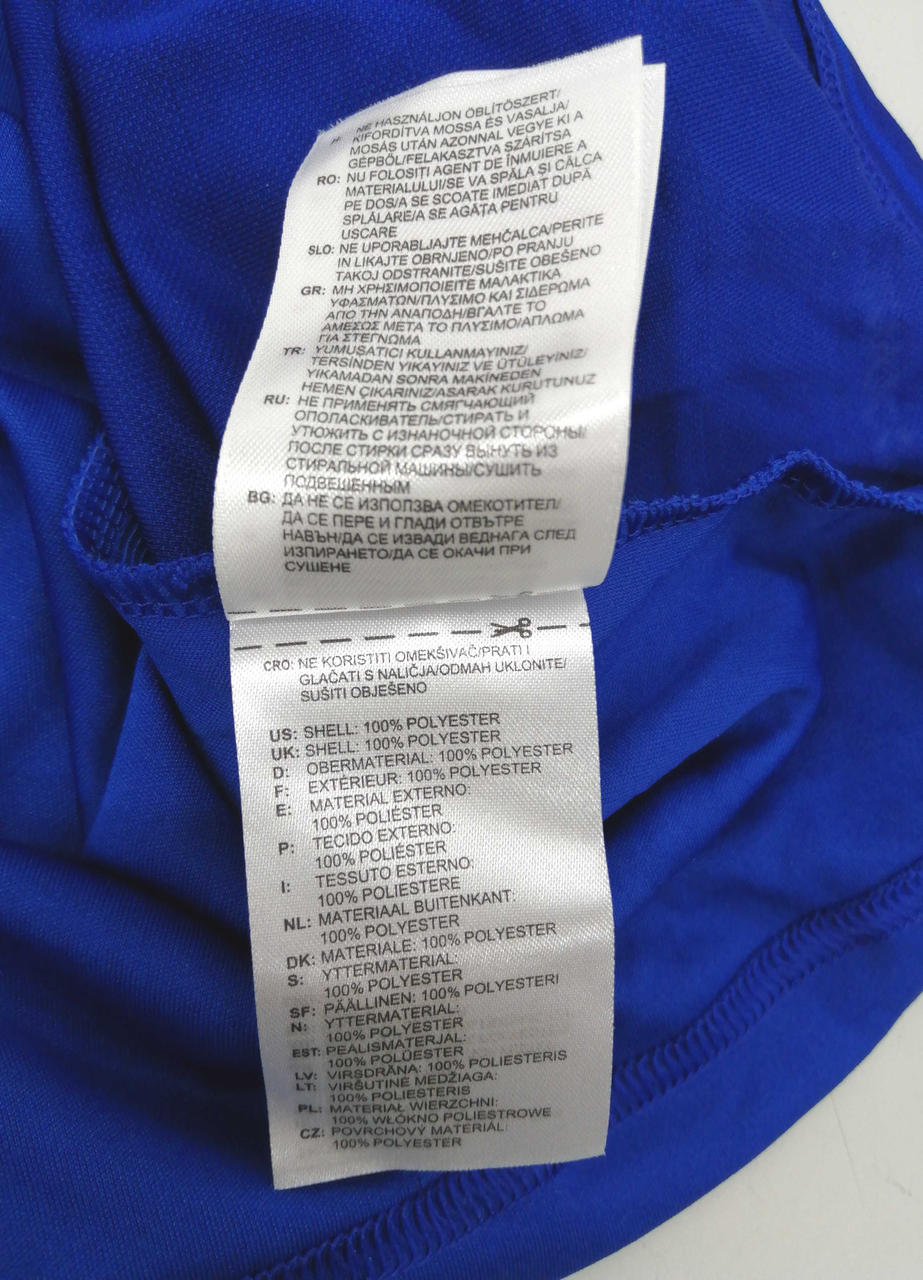 H: NE HASZNÁLJON ÖBLÍTŐSZERT/
KIFORDÍTVA MOSSA ÉS VASALJA/
MOSÁS UTÁN AZONNAL VEGYE KI A
GÉPBŐL/FELAKASZTVA SZÁRÍTSA
RO: NU FOLOSIȚI AGENT DE ÎNMUIERE A
MATERIALULUI/SE VA SPĂLA ȘI CĂLCA
PE DOS/A SE SCOATE IMEDIAT DUPĂ
SPLĂLARE/A SE AGĂȚA PENTRU
USCARE
SLO: NE UPORABLJAJTE MEHČALCA/PERITE
IN LIKAJTE OBRNJENO/PO PRANJU
TAKOJ ODSTRANITE/SUŠITE OBEŠENO
GR: ΜΗ ΧΡΗΣΙΜΟΠΟΙΕΙΤΕ ΜΑΛΑΚΤΙΚΑ
ΥΦΑΣΜΑΤΩΝ/ΠΛΥΣΙΜΟ ΚΑΙ ΣΙΔΕΡΩΜΑ
ΑΠΟ ΤΗΝ ΑΝΑΠΟΔΗ/ΒΓΑΛΤΕ ΤΟ
ΑΜΕΣΩΣ ΜΕΤΑ ΤΟ ΠΛΥΣΙΜΟ/ΑΠΛΩΜΑ
ΓΙΑ ΣΤΕΓΝΩΜΑ
TR: YUMUSATICI KULLANMAYINIZ/
TERSİNDEN YIKAYINIZ VE ÜTÜLEYİNİZ/
YIKAMADAN SONRA MAKİNEDEN
HEMEN ÇIKARINIZ/ASARAK KURUTUNUZ
RU: НЕ ПРИМЕНЯТЬ СМЯГЧАЮЩИЙ
ОПОЛАСКИВАТЕЛЬ/СТИРАТЬ И
УТЮЖИТЬ С ИЗНАНОЧНОЙ СТОРОНЫ/
ПОСЛЕ СТИРКИ СРАЗУ ВЫНУТЬ ИЗ
СТИРАЛЬНОЙ МАШИНЫ/СУШИТЬ
ПОДВЕШЕННЫМ
BG: ДА НЕ СЕ ИЗПОЛЗВА ОМЕКОТИТЕЛ/
ДА СЕ ПЕРЕ И ГЛАДИ ОТВЪТРЕ
НАВЪН/ДА СЕ ИЗВАДИ ВЕДНАГА СЛЕД
ИЗПИРАНЕТО/ДА СЕ ОКАЧИ ПРИ
СУШЕНЕ
CRO: NE KORISTITI OMEKŠIVAČ/PRATI I
GLAČATI S NALIČJA/ODMAH UKLONITE/
SUŠITI OBJEŠENO
US: SHELL: 100% POLYESTER
UK: SHELL: 100% POLYESTER
D: OBERMATERIAL: 100% POLYESTER
F: EXTÉRIEUR: 100% POLYESTER
E: MATERIAL EXTERNO:
100% POLIÉSTER
P: TECIDO EXTERNO:
100% POLIÉSTER
I: TESSUTO ESTERNO:
100% POLIESTERE
NL: MATERIAAL BUITENKANT:
100% POLYESTER
DK: MATERIALE: 100% POLYESTER
S: YTTERMATERIAL:
100% POLYESTER
SF: PÄÄLLINEN: 100% POLYESTERI
N: YTTERMATERIAL:
100% POLYESTER
EST: PEALISMATERJAL:
100% POLÜESTER
LV: VIRSDRĀNA: 100% POLIESTERIS
LT: VIRŠUTINĖ MEDŽIAGA:
100% POLIESTERIS
PL: MATERIAŁ WIERZCHNI:
100% WŁÓKNO POLIESTROWE
CZ: POVRCHOVÝ MATERIÁL:
100% POLYESTER